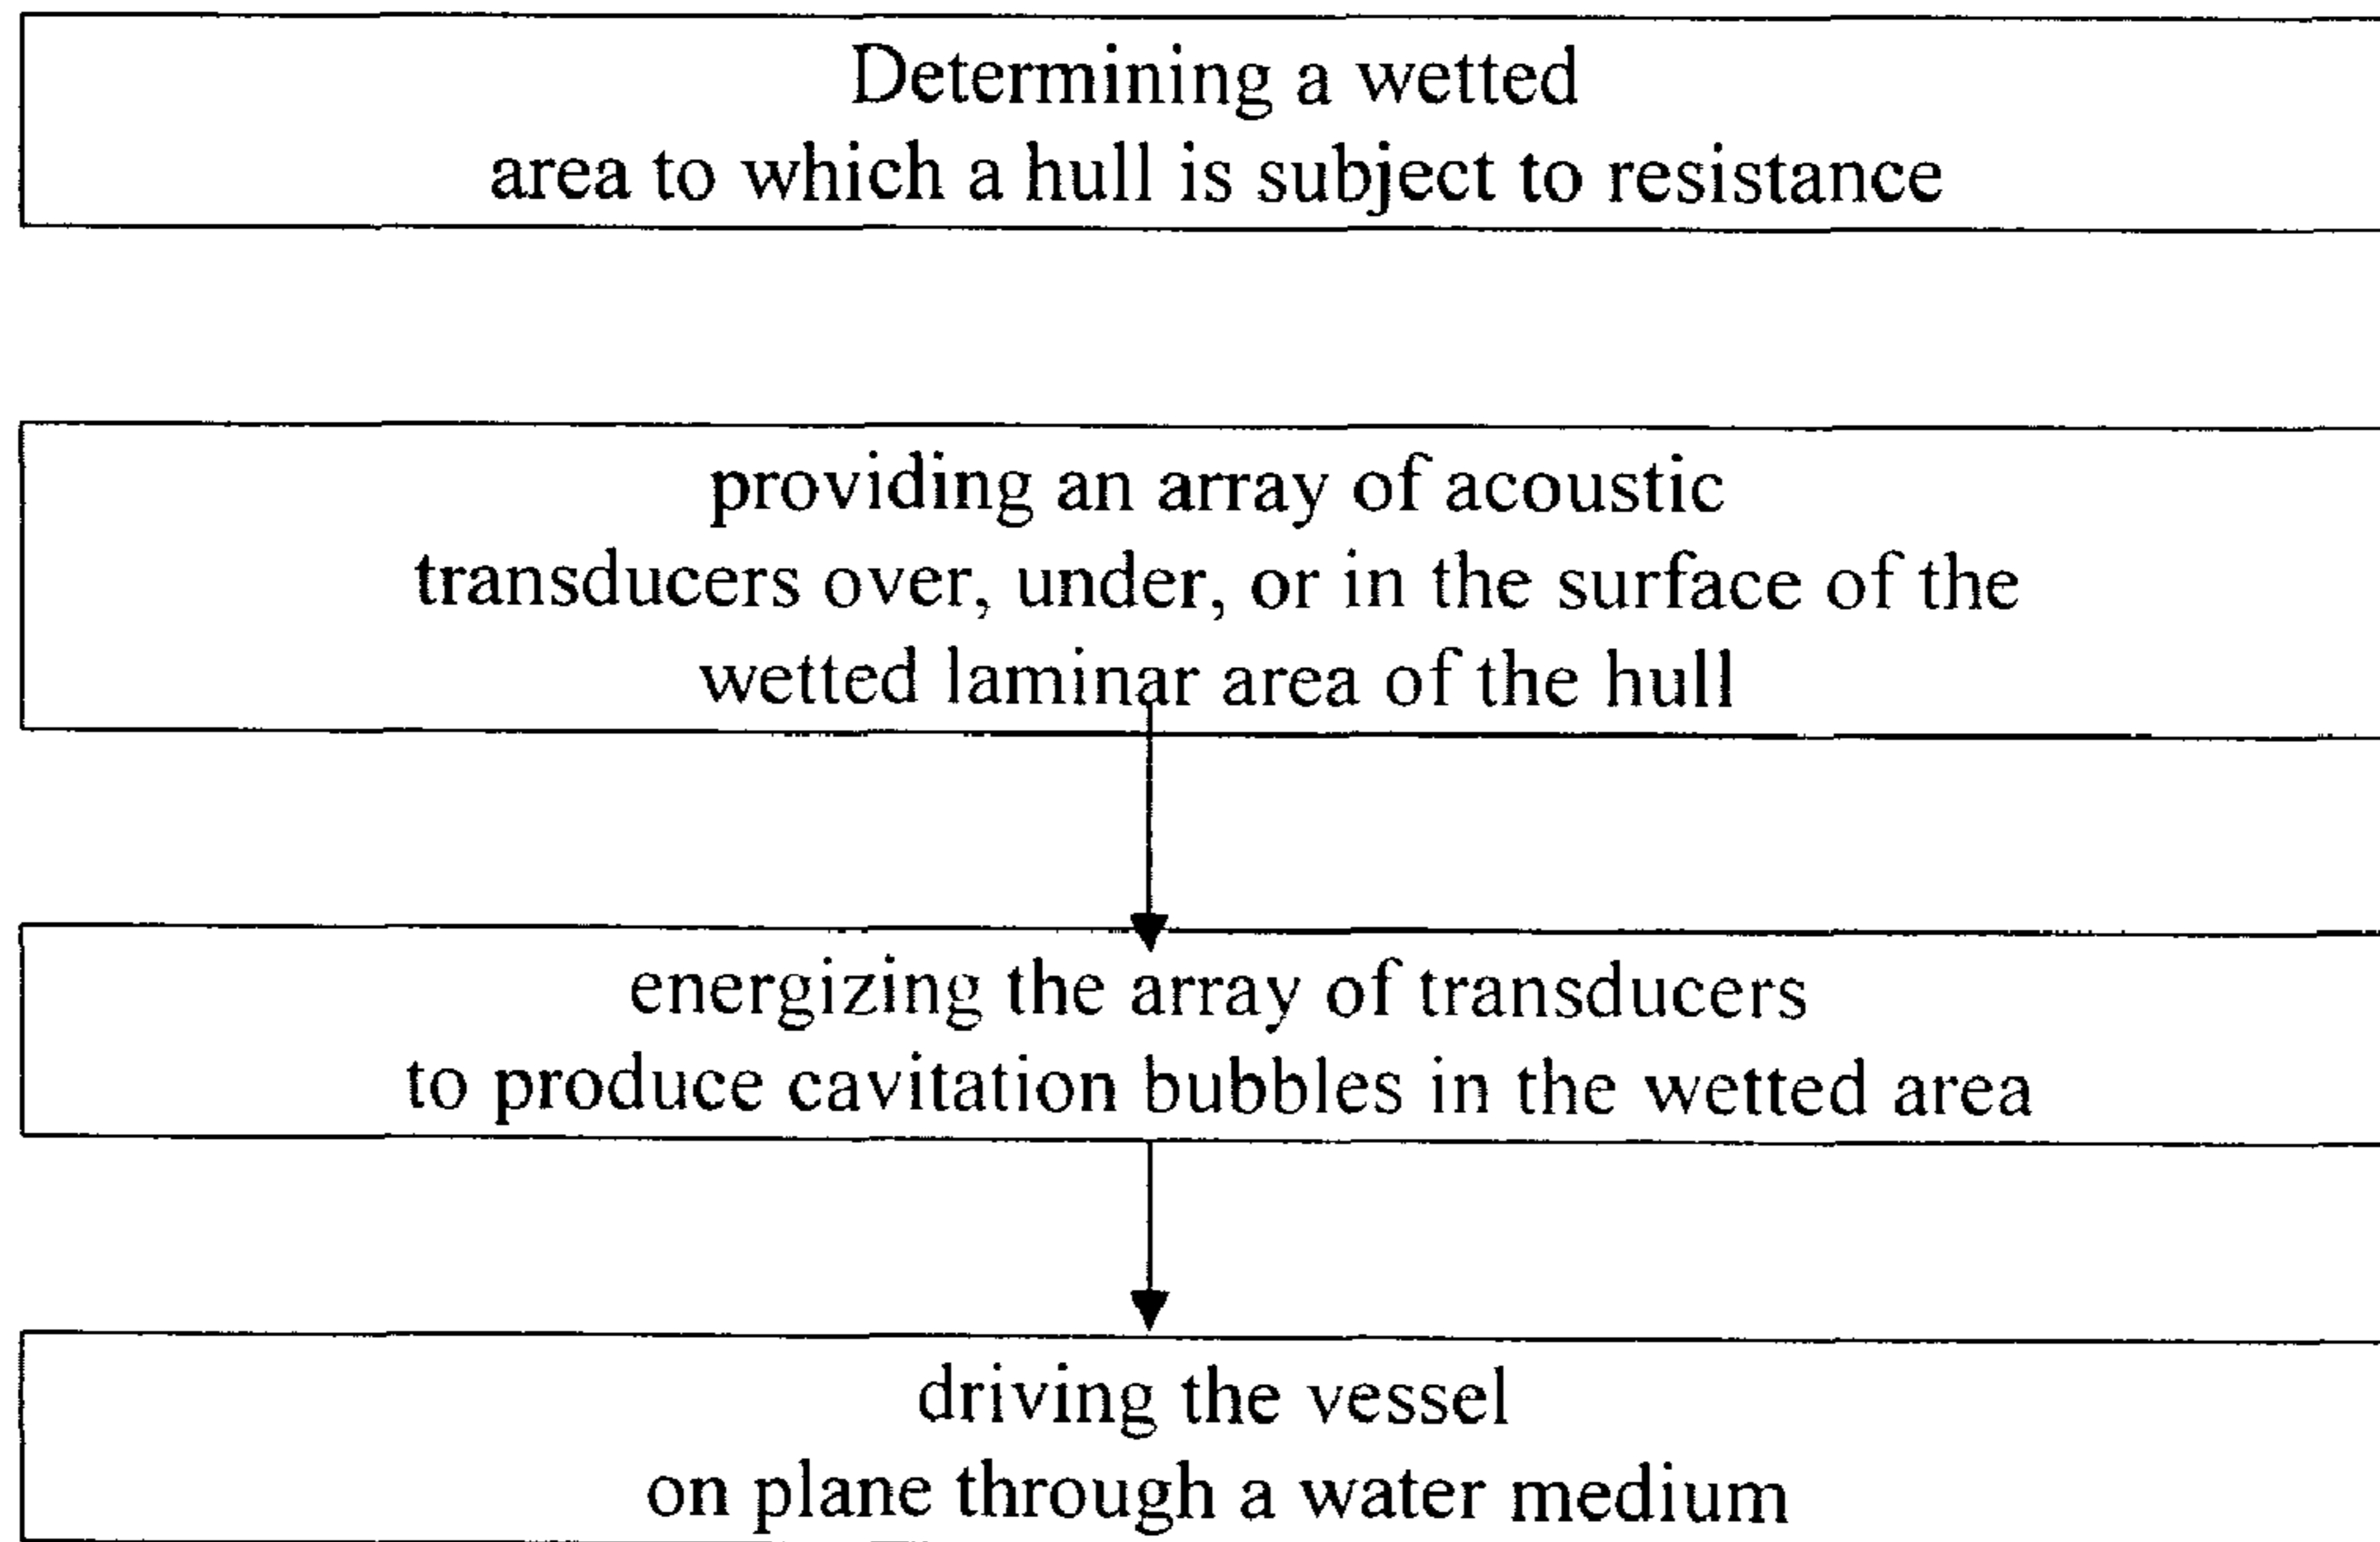 Determining a wetted
area to which a hull is subject to resistance
providing an array of acoustic
transducers over, under, or in the surface of the
wetted laminar area of the hull
energizing the array of transducers
to produce cavitation bubbles in the wetted area
driving the vessel
on plane through a water medium